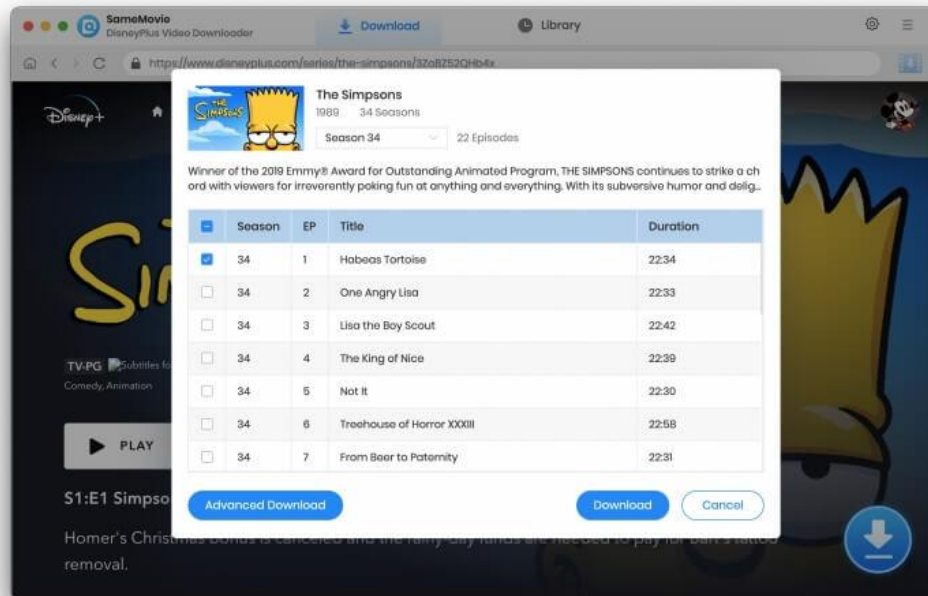 SameMovie
DisneyPlus Video Downloader
Download
Library
https://www.disneyplus.com/series/the-simpsons/3ZoBZ52QHb4x
Disney+
THE
SIMPSONS
The Simpsons
1989 34 Seasons
Season 34 22 Episodes
Winner of the 2019 Emmy® Award for Outstanding Animated Program, THE SIMPSONS continues to strike a ch
ord with viewers for irreverently poking fun at anything and everything. With its subversive humor and delig...
Season EP Title Duration
34 1 Habeas Tortoise 22:34
34 2 One Angry Lisa 22:33
34 3 Lisa the Boy Scout 22:42
34 4 The King of Nice 22:39
34 5 Not It 22:30
34 6 Treehouse of Horror XXXIII 22:58
34 7 From Beer to Paternity 22:31
Advanced Download Download Cancel
Si
TV-PG Subtitles fo
Comedy, Animation
PLAY
S1:E1 Simpso
Homer's Christmas bonus is canceled and the rainy-day funds are needed to pay for Bart's tattoo
removal.